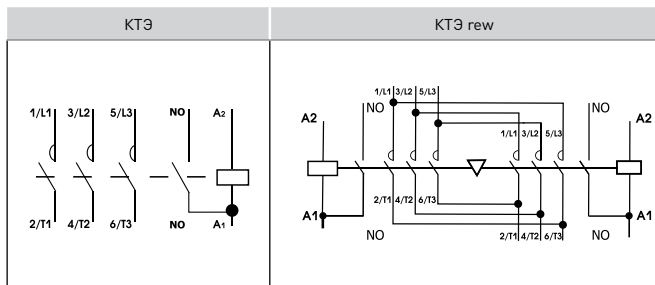 КТЭ
КТЭ rew
1/L1 3/L2 5/L3 NO A2
2/T1 4/T2 6/T3 NO A1
1/L1 3/L2 5/L3
NO
A2
1/L1 3/L2 5/L3
NO
A2
A1
2/T1 4/T2 6/T3
NO
2/T1 4/T2 6/T3
NO
A1